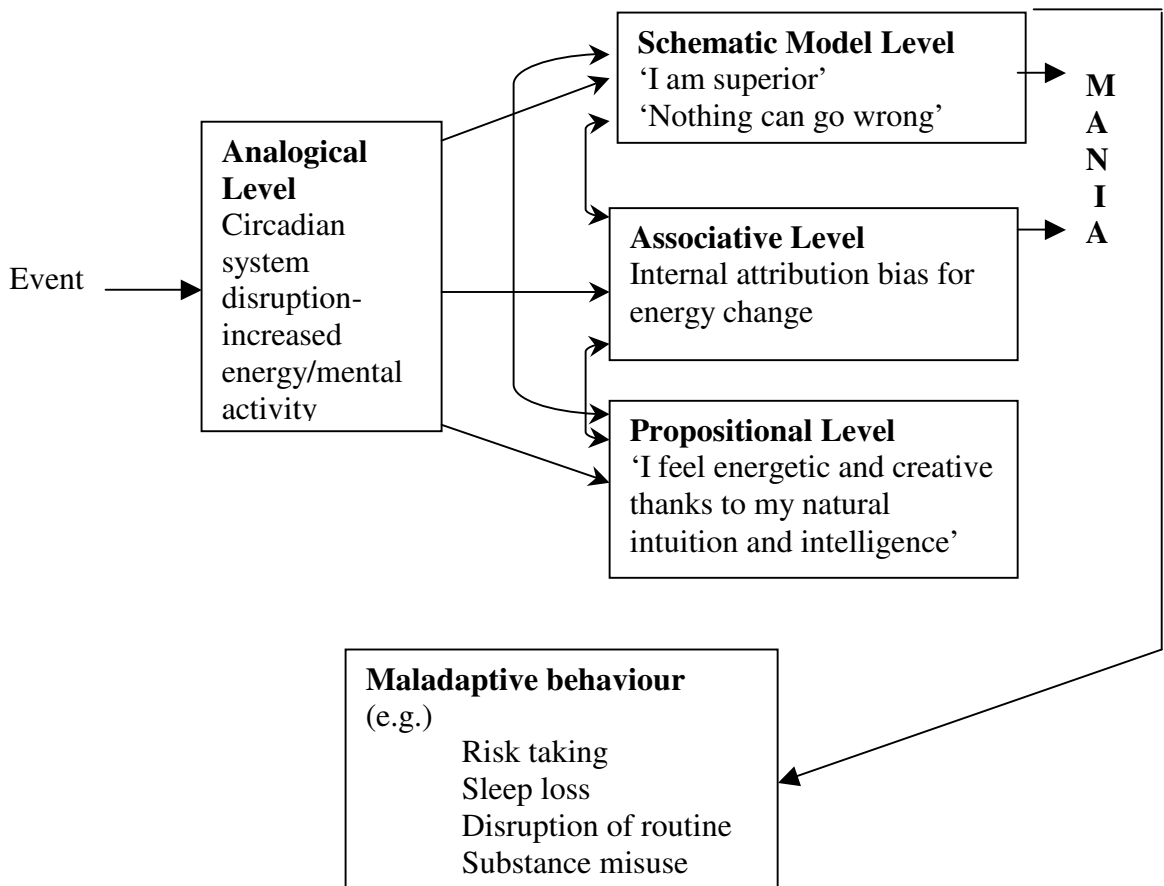 Event
Analogical
Level
Circadian
system
disruption-
increased
energy/mental
activity
Schematic Model Level
‘I am superior’
‘Nothing can go wrong’
Associative Level
Internal attribution bias for
energy change
Propositional Level
‘I feel energetic and creative
thanks to my natural
intuition and intelligence’
M
A
N
I
A
Maladaptive behaviour
(e.g.)
Risk taking
Sleep loss
Disruption of routine
Substance misuse